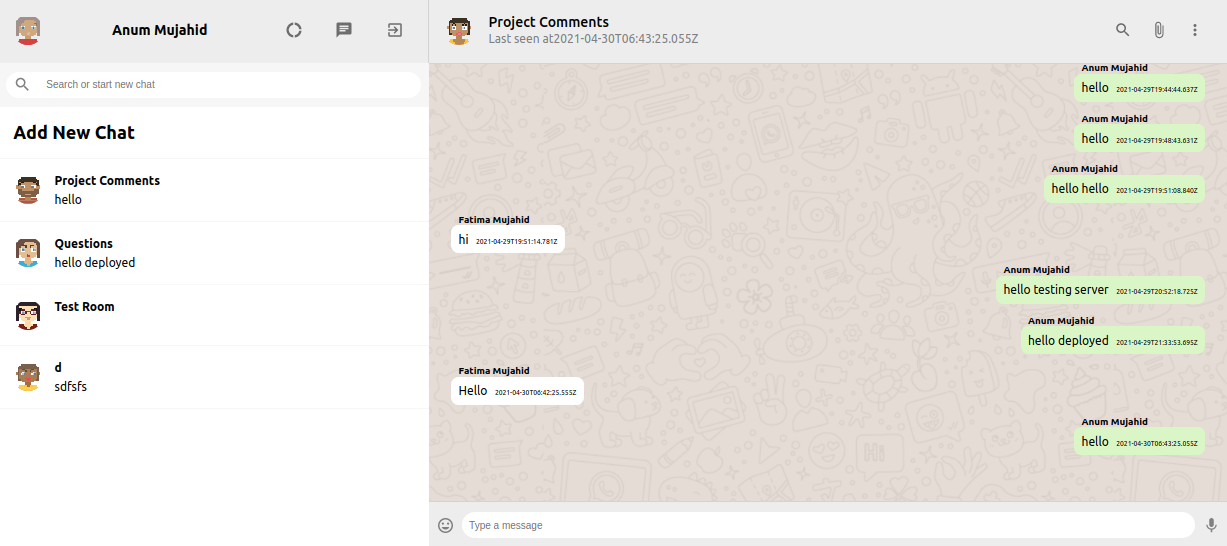 Anum Mujahid
Search or start new chat
Add New Chat
Project Comments
hello
Questions
hello deployed
Test Room
d
sdfsfs
Project Comments
Last seen at2021-04-30T06:43:25.055Z
Anum Mujahid
hello 2021-04-29T19:44:44.637Z
Anum Mujahid
hello 2021-04-29T19:48:43.631Z
Anum Mujahid
hello hello 2021-04-29T19:51:08.840Z
Fatima Mujahid
hi 2021-04-29T19:51:14.781Z
Anum Mujahid
hello testing server 2021-04-29T20:52:18.725Z
Anum Mujahid
hello deployed 2021-04-29T21:33:53.695Z
Fatima Mujahid
Hello 2021-04-30T06:42:25.555Z
Anum Mujahid
hello 2021-04-30T06:43:25.055Z
Hi
Type a message